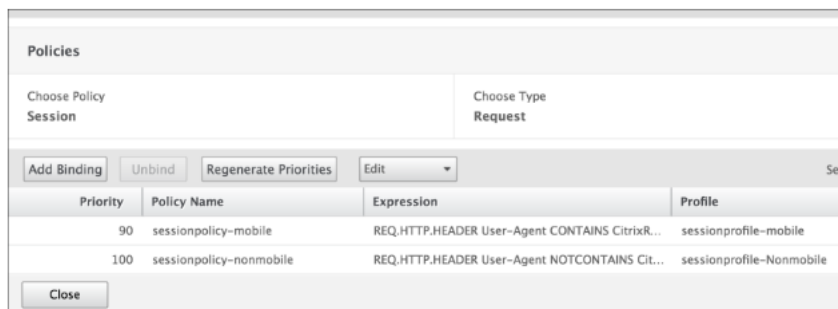 Policies
Choose Policy
Choose Type
Session
Request
Add Binding Unbind Regenerate Priorities Edit Se
Priority Policy Name Expression Profile
90 sessionpolicy-mobile REQ.HTTP.HEADER User-Agent CONTAINS CitrixR... sessionprofile-mobile
100 sessionpolicy-nonmobile REQ.HTTP.HEADER User-Agent NOTCONTAINS Cit... sessionprofile-Nonmobile
Close